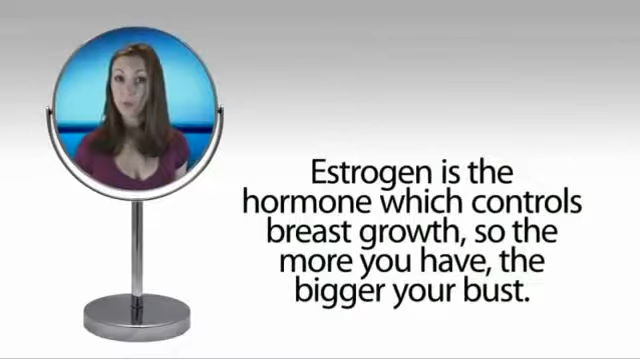 Estrogen is the
hormone which controls
breast growth, so the
more you have, the
bigger your bust.